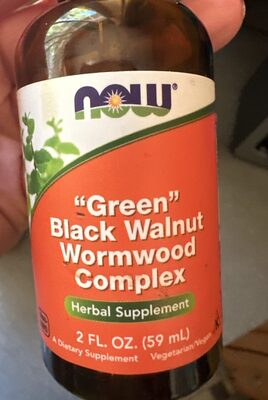 NOW®
"Green"
Black Walnut
Wormwood
Complex
Herbal Supplement
2 FL. OZ. (59 mL)
A Dietary Supplement Vegetarian/Vegan